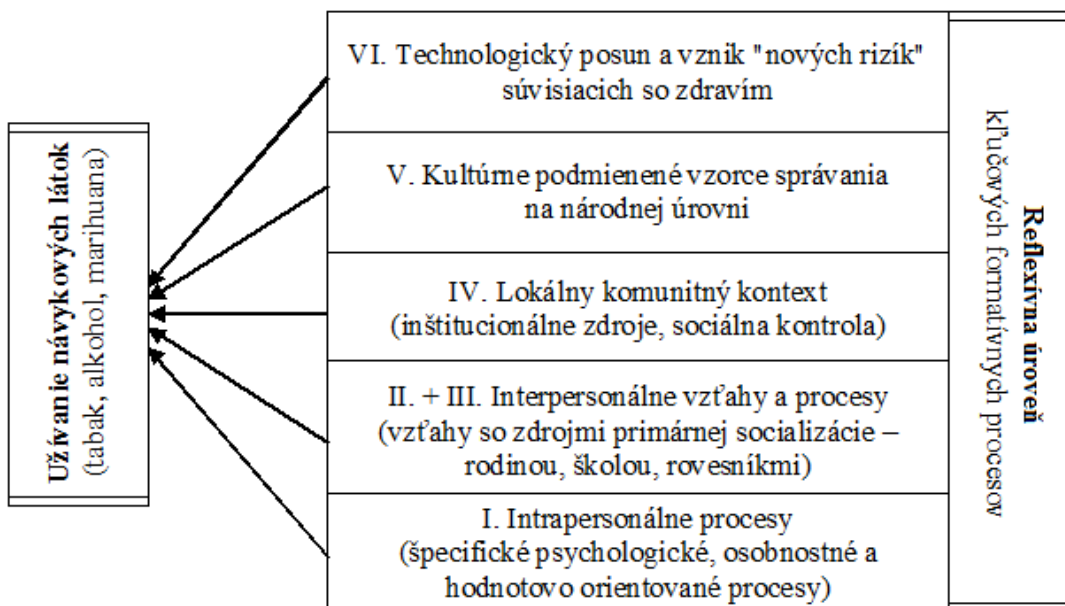 Užívanie návykových látok
(tabak, alkohol, marihuana)
VI. Technologický posun a vznik "nových rizík"
súvisiacich so zdravím
V. Kultúrne podmienené vzorce správania
na národnej úrovni
IV. Lokálny komunitný kontext
(inštitucionálne zdroje, sociálna kontrola)
II. + III. Interpersonálne vzťahy a procesy
(vzťahy so zdrojmi primárnej socializácie –
rodinou, školou, rovesníkmi)
I. Intrapersonálne procesy
(špecifické psychologické, osobnostné a
hodnotovo orientované procesy)
Reflexívna úroveň
kľučových formatívnych procesov